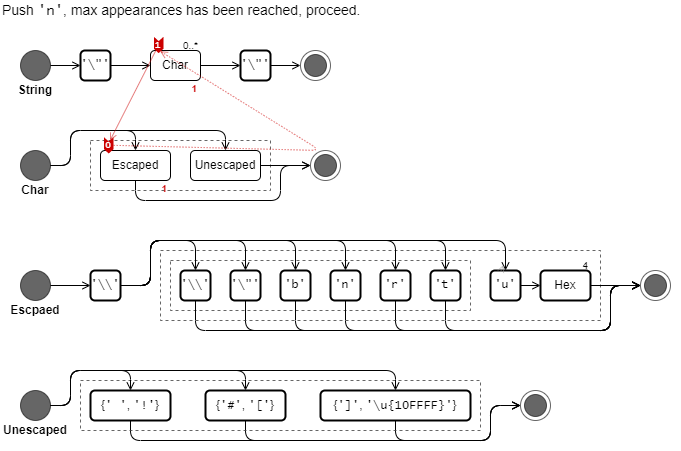 Push 'n', max appearances has been reached, proceed.
1 0..*
'\"' Char '\"'
String 1
0
Escaped Unescaped
Char 1
4
'\\' '\\' '\"' 'b' 'n' 'r' 't' 'u' Hex
Escpaed
{' ','!'} {'#','['} {']','\u{10FFFF}'}
Unescaped